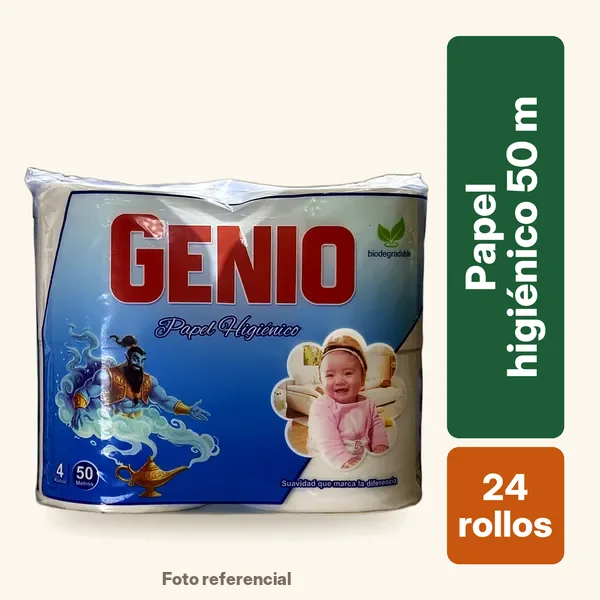 GENIO
biodegradable
Papel Higiénico
4
Rollos
50
Metros
Suavidad que marca la diferencia
Papel
higiénico 50 m
24
rollos
Foto referencial